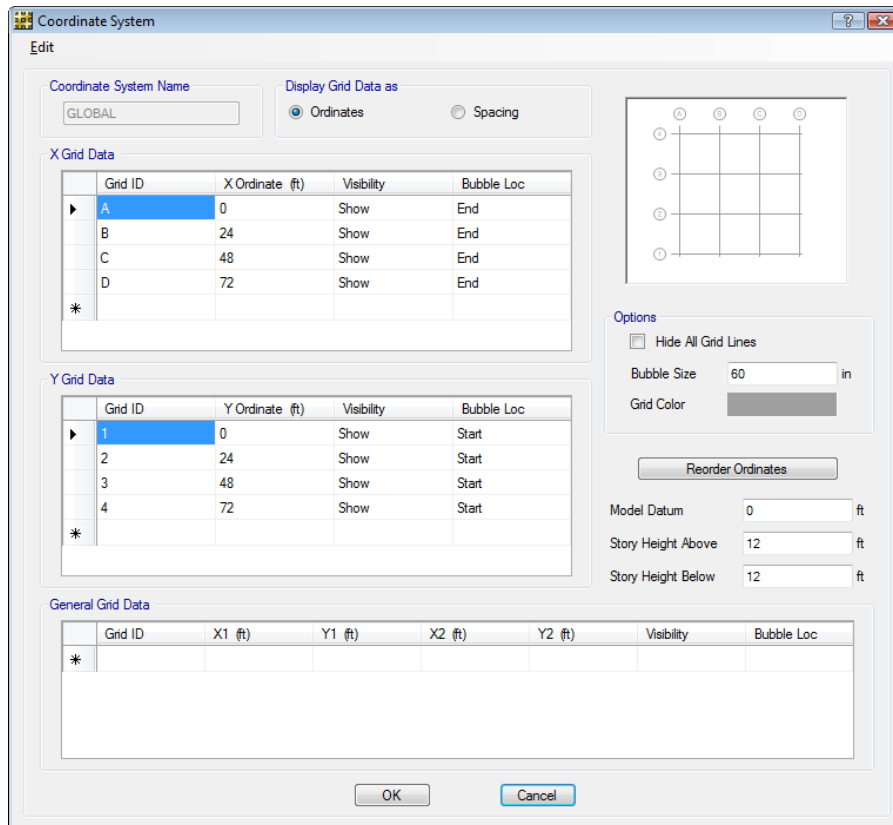 Coordinate System
Edit
Coordinate System Name
GLOBAL
Display Grid Data as
Ordinates Spacing
X Grid Data
Grid ID X Ordinate (ft) Visibility Bubble Loc
A 0 Show End
B 24 Show End
C 48 Show End
D 72 Show End
*
A B C D
4
3
2
1
Options
Hide All Grid Lines
Bubble Size 60 in
Grid Color
Y Grid Data
Grid ID Y Ordinate (ft) Visibility Bubble Loc
1 0 Show Start
2 24 Show Start
3 48 Show Start
4 72 Show Start
*
Reorder Ordinates
Model Datum 0 ft
Story Height Above 12 ft
Story Height Below 12 ft
General Grid Data
Grid ID X1 (ft) Y1 (ft) X2 (ft) Y2 (ft) Visibility Bubble Loc
*
OK Cancel